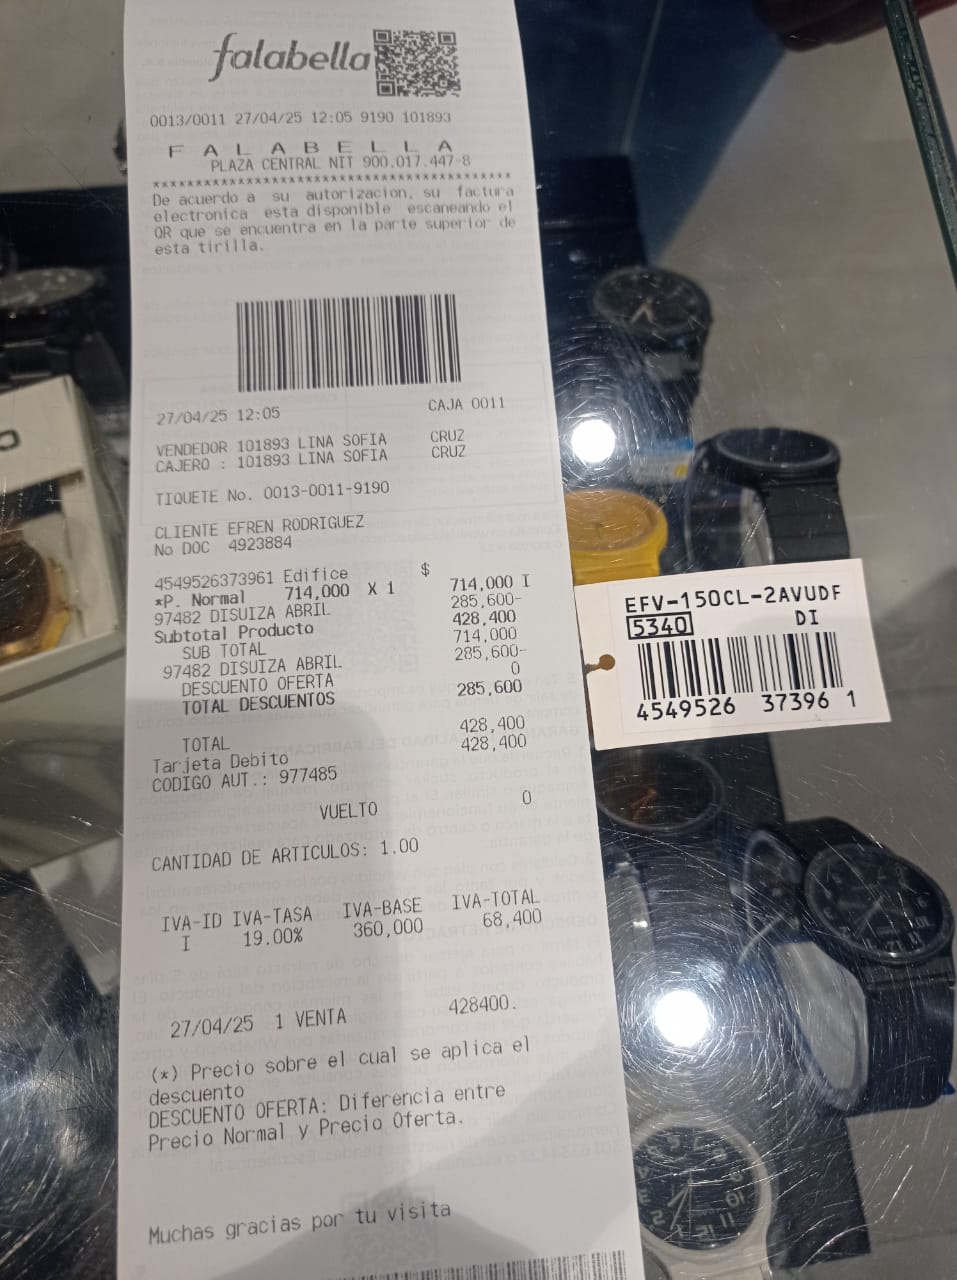 falabella
0013/0011 27/04/25 12:05 9190 101893
F A L A B E L L A
PLAZA CENTRAL NIT 900.017.447-8
****************************************
De acuerdo a su autorizacion, su factura
electronica esta disponible escaneando el
QR que se encuentra en la parte superior de
esta tirilla.
27/04/25 12:05 CAJA 0011
VENDEDOR 101893 LINA SOFIA CRUZ
CAJERO : 101893 LINA SOFIA CRUZ
TIQUETE No. 0013-0011-9190
CLIENTE EFREN RODRIGUEZ
No DOC 4923884
$
4549526373961 Edifice
*P. Normal 714,000 X 1 714,000 I
97482 DISUIZA ABRIL 285,600-
Subtotal Producto 428,400
SUB TOTAL 714,000
97482 DISUIZA ABRIL 285,600-
DESCUENTO OFERTA 0
TOTAL DESCUENTOS 285,600
TOTAL 428,400
Tarjeta Debito 428,400
CODIGO AUT.: 977485
VUELTO 0
CANTIDAD DE ARTICULOS: 1.00
IVA-ID IVA-TASA IVA-BASE IVA-TOTAL
I 19.00% 360,000 68,400
27/04/25 1 VENTA 428400.
(*) Precio sobre el cual se aplica el
descuento
DESCUENTO OFERTA: Diferencia entre
Precio Normal y Precio Oferta.
Muchas gracias por tu visita
EFV-150CL-2AVUDF
5340 DI
4549526 37396 1